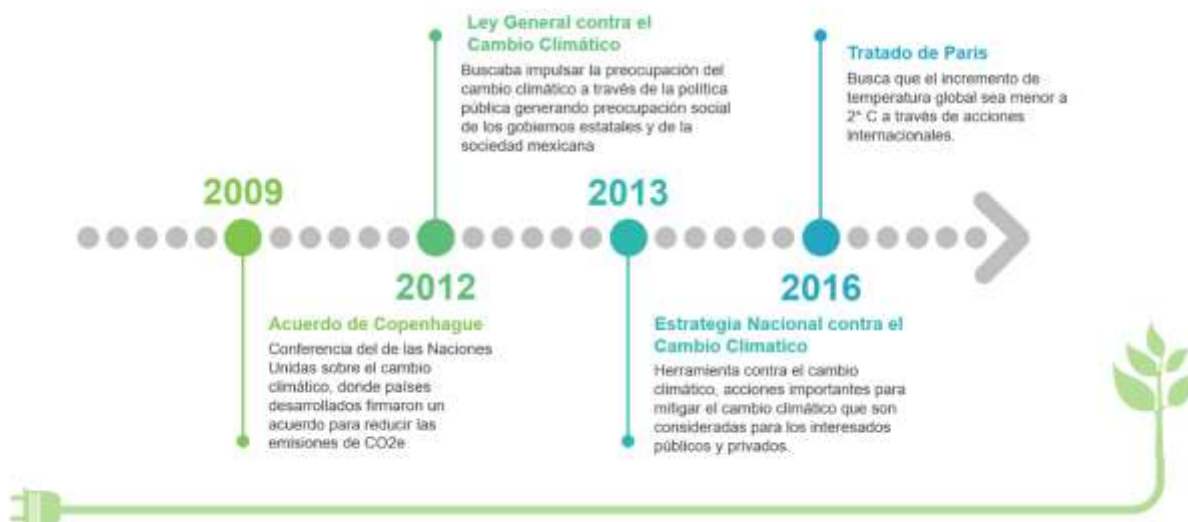 Ley General contra el
Cambio Climático
Buscaba impulsar la preocupación del
cambio climático a través de la política
pública generando preocupación social
de los gobiernos estatales y de la
sociedad mexicana
Tratado de Paris
Busca que el incremento de
temperatura global sea menor a
2° C a través de acciones
internacionales.
2009
2013
2012
2016
Acuerdo de Copenhague
Conferencia del de las Naciones
Unidas sobre el cambio
climático, donde países
desarrollados firmaron un
acuerdo para reducir las
emisiones de CO2e
Estrategia Nacional contra el
Cambio Climatico
Herramienta contra el cambio
climático, acciones importantes para
mitigar el cambio climático que son
consideradas para los interesados
públicos y privados.